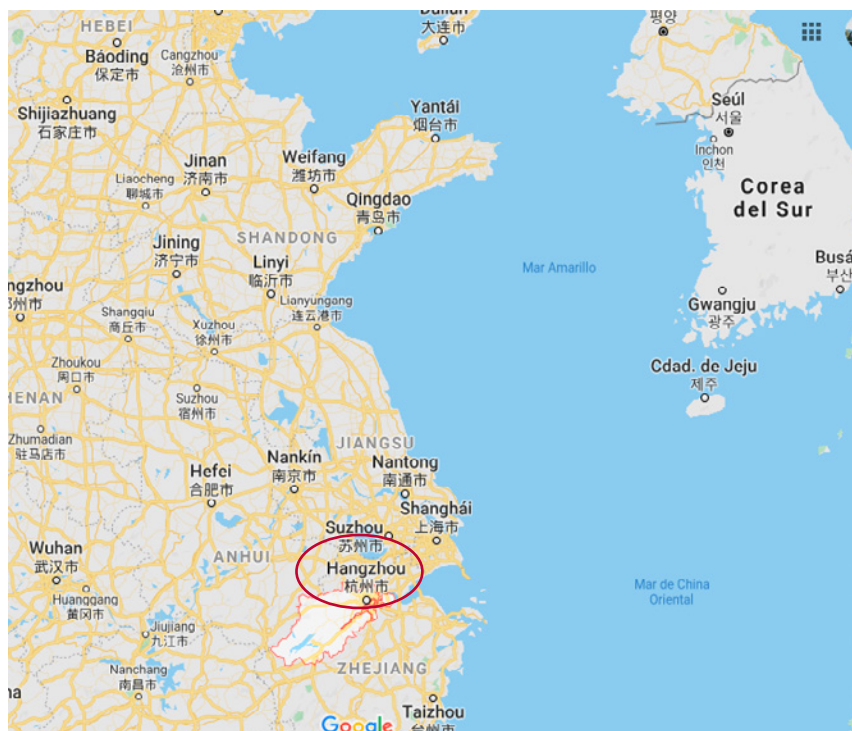 HEBEI
Báoding
保定市
Cangzhou
沧州市
大连市
평양
Shijiazhuang
石家庄市
Yantái
烟台市
Seúl
서울
Inchon
인천
Jinan
济南市
Weifang
潍坊市
Liaocheng
聊城市
Qingdao
青岛市
Corea
del Sur
SHANDONG
Jining
济宁市
Linyi
临沂市
Mar Amarillo
Busá
부산
ngzhou
州市
Shangqiu
商丘市
Xuzhou
徐州市
Lianyungang
连云港市
Gwangju
광주
Zhoukou
周口市
Suzhou
宿州市
Cdad. de Jeju
제주
HENAN
Zhumadian
驻马店市
JIANGSU
Hefei
合肥市
Nankín
南京市
Nantong
南通市
Shanghái
上海市
Suzhou
苏州市
Wuhan
武汉市
ANHUI
Hangzhou
杭州市
Mar de China
Oriental
Huanggang
黄冈市
Jiujiang
九江市
Nanchang
南昌市
ZHEJIANG
na
Taizhou
台州市
Google